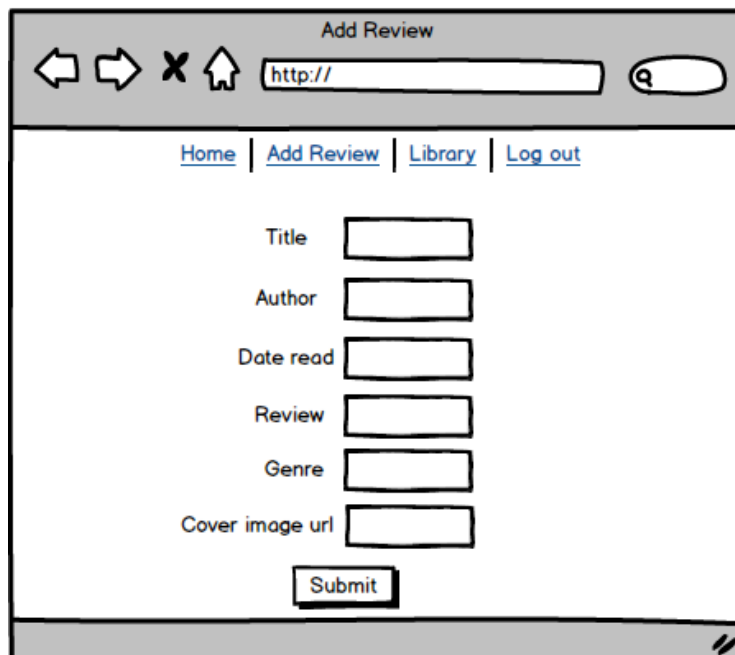 Add Review
http://
Home Add Review Library Log out
Title
Author
Date read
Review
Genre
Cover image url
Submit